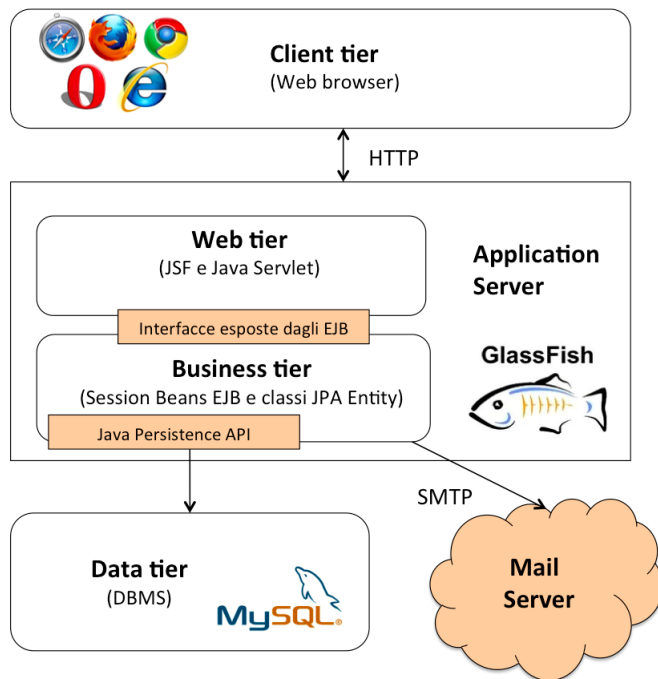 Client tier
(Web browser)
HTTP
Web tier
(JSF e Java Servlet)
Application
Server
Interfacce esposte dagli EJB
Business tier
(Session Beans EJB e classi JPA Entity)
GlassFish
Java Persistence API
SMTP
Data tier
(DBMS)
MySQL®
Mail
Server